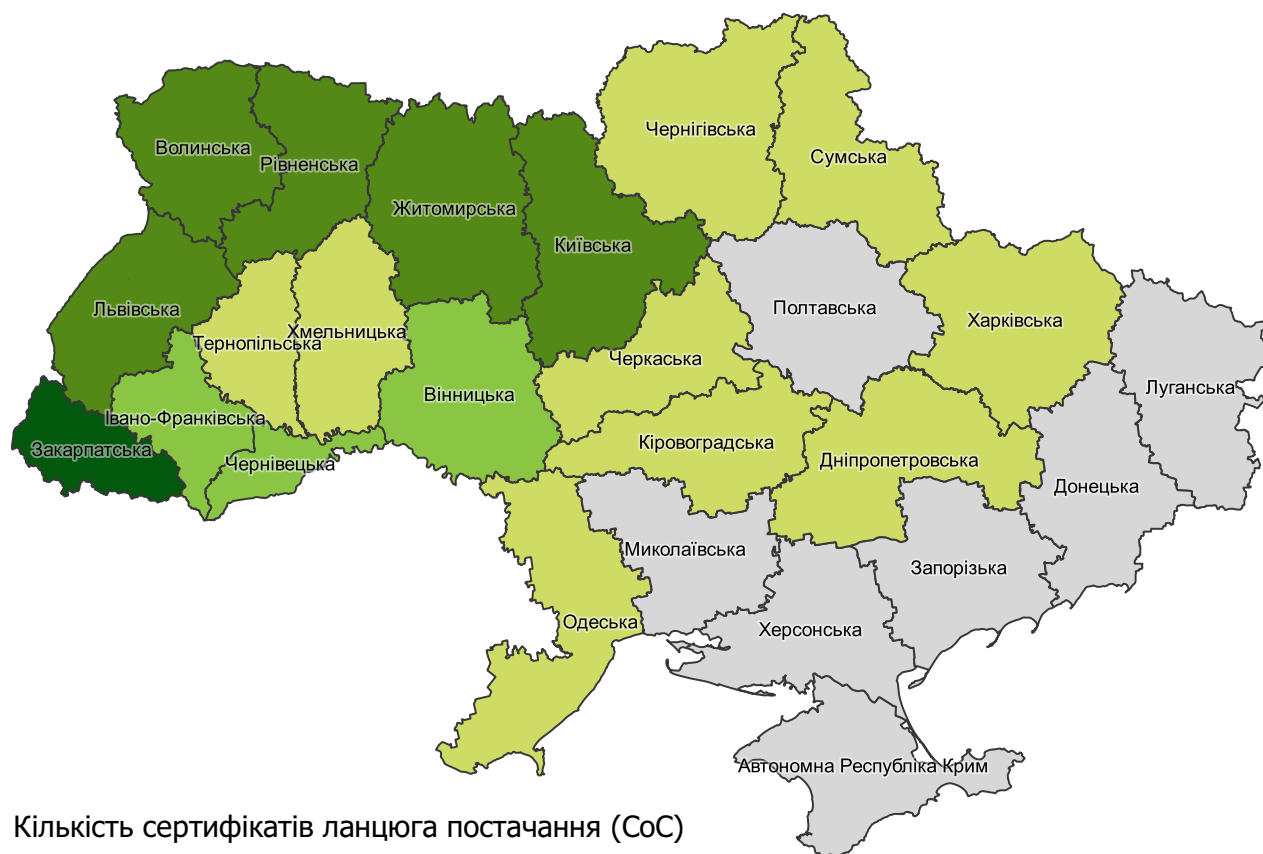 Чернігівська
Сумська
Волинська
Рівненська
Житомирська
Київська
Львівська
Тернопільська
Хмельницька
Полтавська
Харківська
Черкаська
Луганська
Вінницька
Івано-Франківська
Закарпатська
Чернівецька
Кіровоградська
Дніпропетровська
Донецька
Миколаївська
Запорізька
Одеська
Херсонська
Автономна Республіка Крим
Кількість сертифікатів ланцюга постачання (CoC)